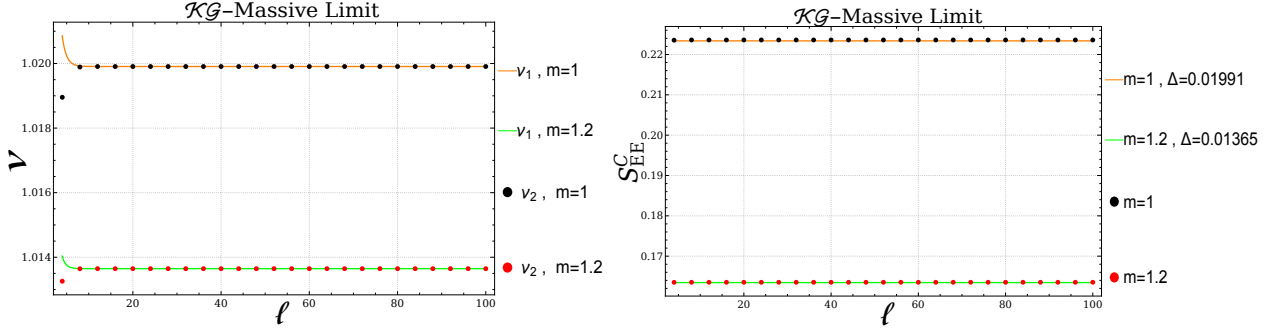 𝒦𝒢–Massive Limit
1.020
1.018
1.016
1.014
20 40 60 80 100
ν
ℓ
ν₁ , m=1
ν₁ , m=1.2
ν₂ , m=1
ν₂ , m=1.2
𝒦𝒢–Massive Limit
0.22
0.21
0.20
0.19
0.18
0.17
20 40 60 80 100
S^C_EE
ℓ
m=1 , Δ=0.01991
m=1.2 , Δ=0.01365
m=1
m=1.2